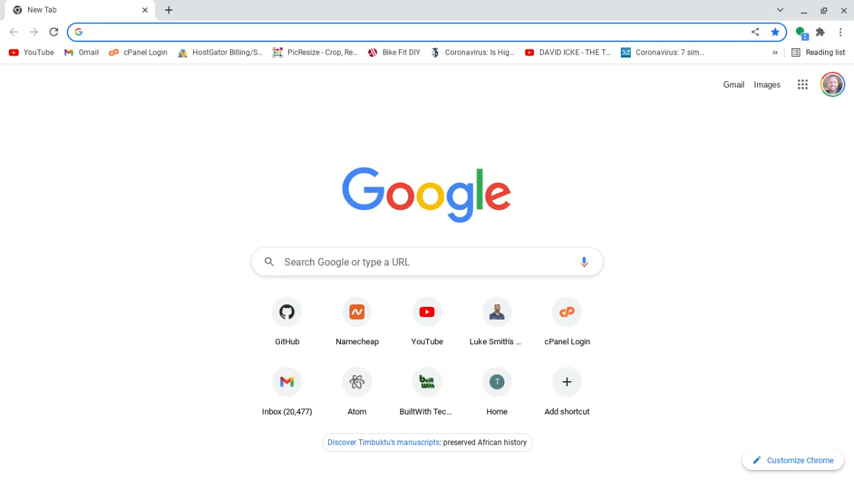 New Tab
YouTube
Gmail
cPanel Login
HostGator Billing/S...
PicResize - Crop, Re...
Bike Fit DIY
Coronavirus: Is Hig...
DAVID ICKE - THE T...
Coronavirus: 7 sim...
»
Reading list
Gmail
Images
Google
Search Google or type a URL
GitHub
Namecheap
YouTube
Luke Smith's ...
cPanel Login
T
Inbox (20,477)
Atom
BuiltWith Tec...
Home
Add shortcut
Discover Timbuktu's manuscripts: preserved African history
Customize Chrome